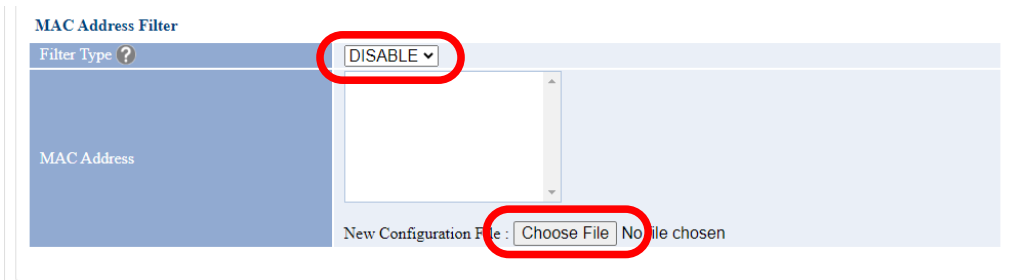 MAC Address Filter
Filter Type ?
DISABLE
MAC Address
New Configuration File : Choose File No file chosen